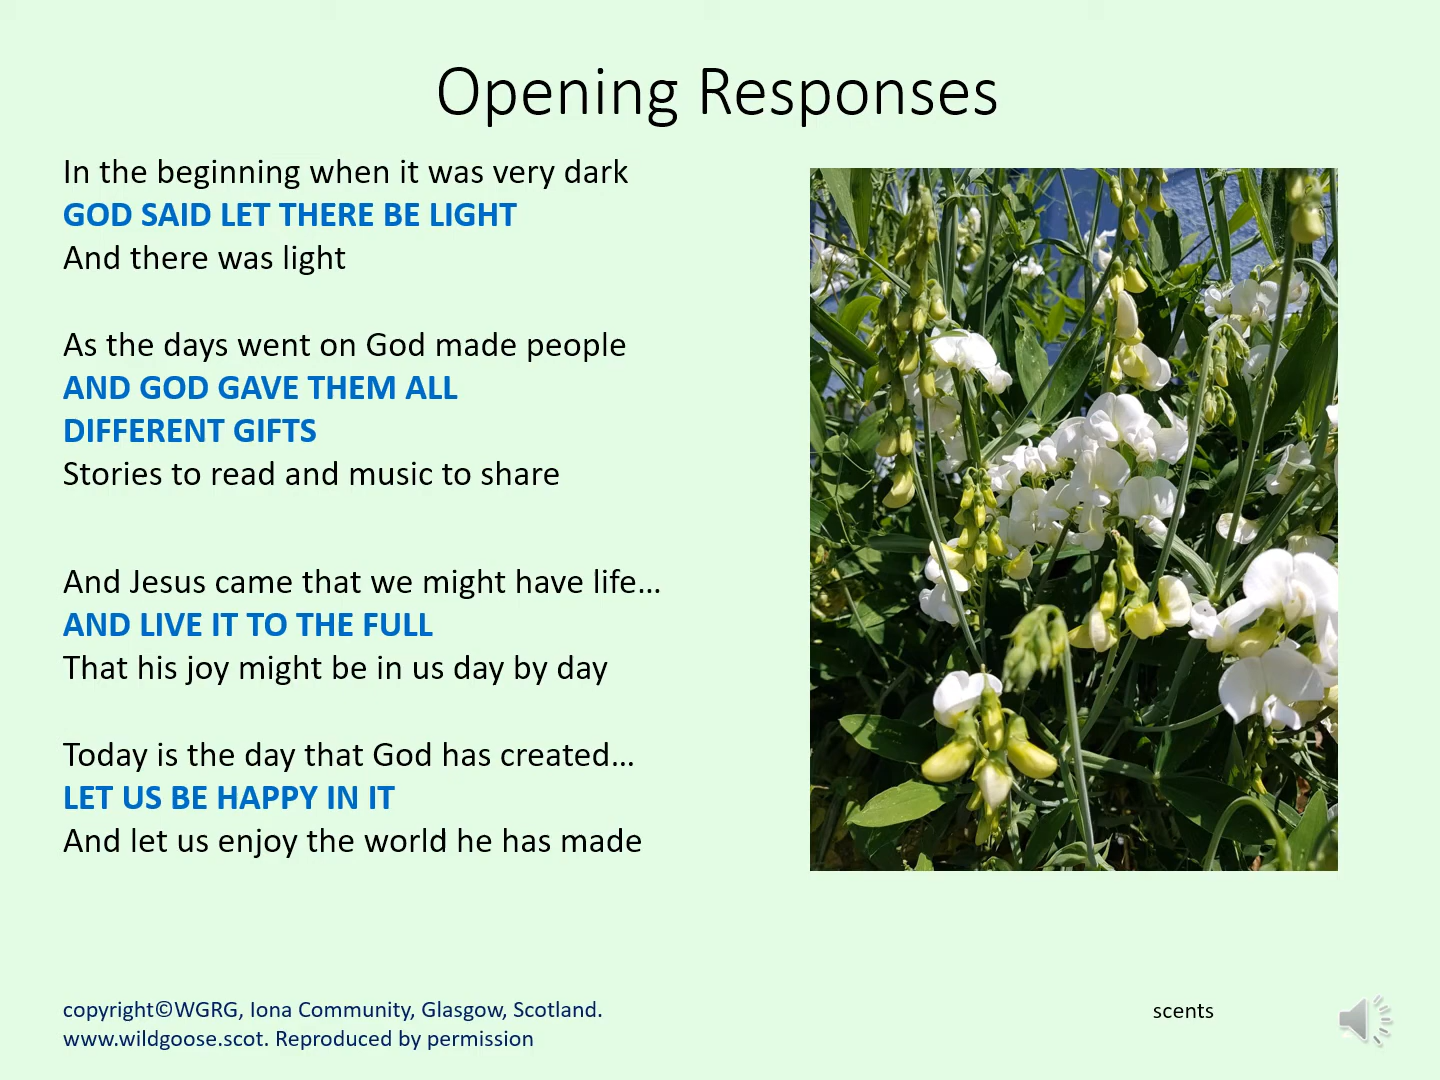 Opening Responses
In the beginning when it was very dark
GOD SAID LET THERE BE LIGHT
And there was light
As the days went on God made people
AND GOD GAVE THEM ALL
DIFFERENT GIFTS
Stories to read and music to share
And Jesus came that we might have life…
AND LIVE IT TO THE FULL
That his joy might be in us day by day
Today is the day that God has created…
LET US BE HAPPY IN IT
And let us enjoy the world he has made
copyright©WGRG, Iona Community, Glasgow, Scotland.
www.wildgoose.scot. Reproduced by permission
scents